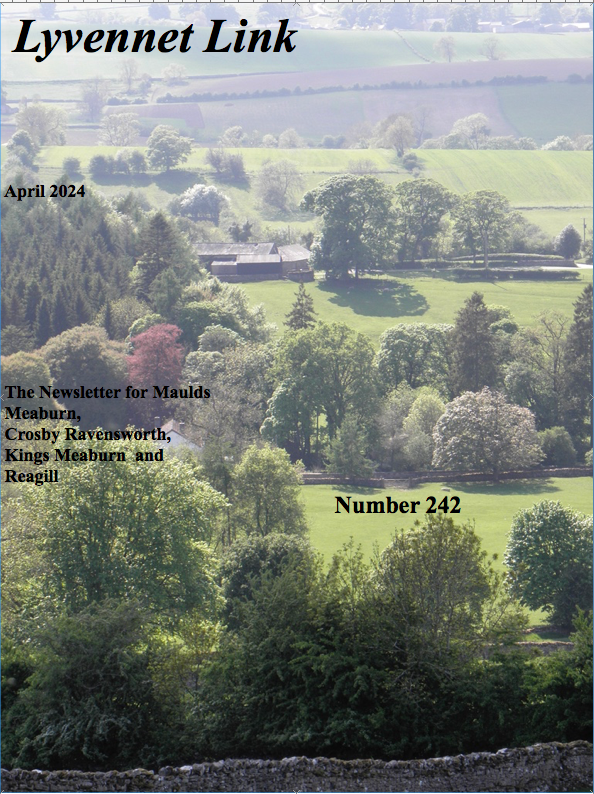 Lyvennet Link
April 2024
The Newsletter for Maulds
Meaburn,
Crosby Ravensworth,
Kings Meaburn and
Reagill
Number 242